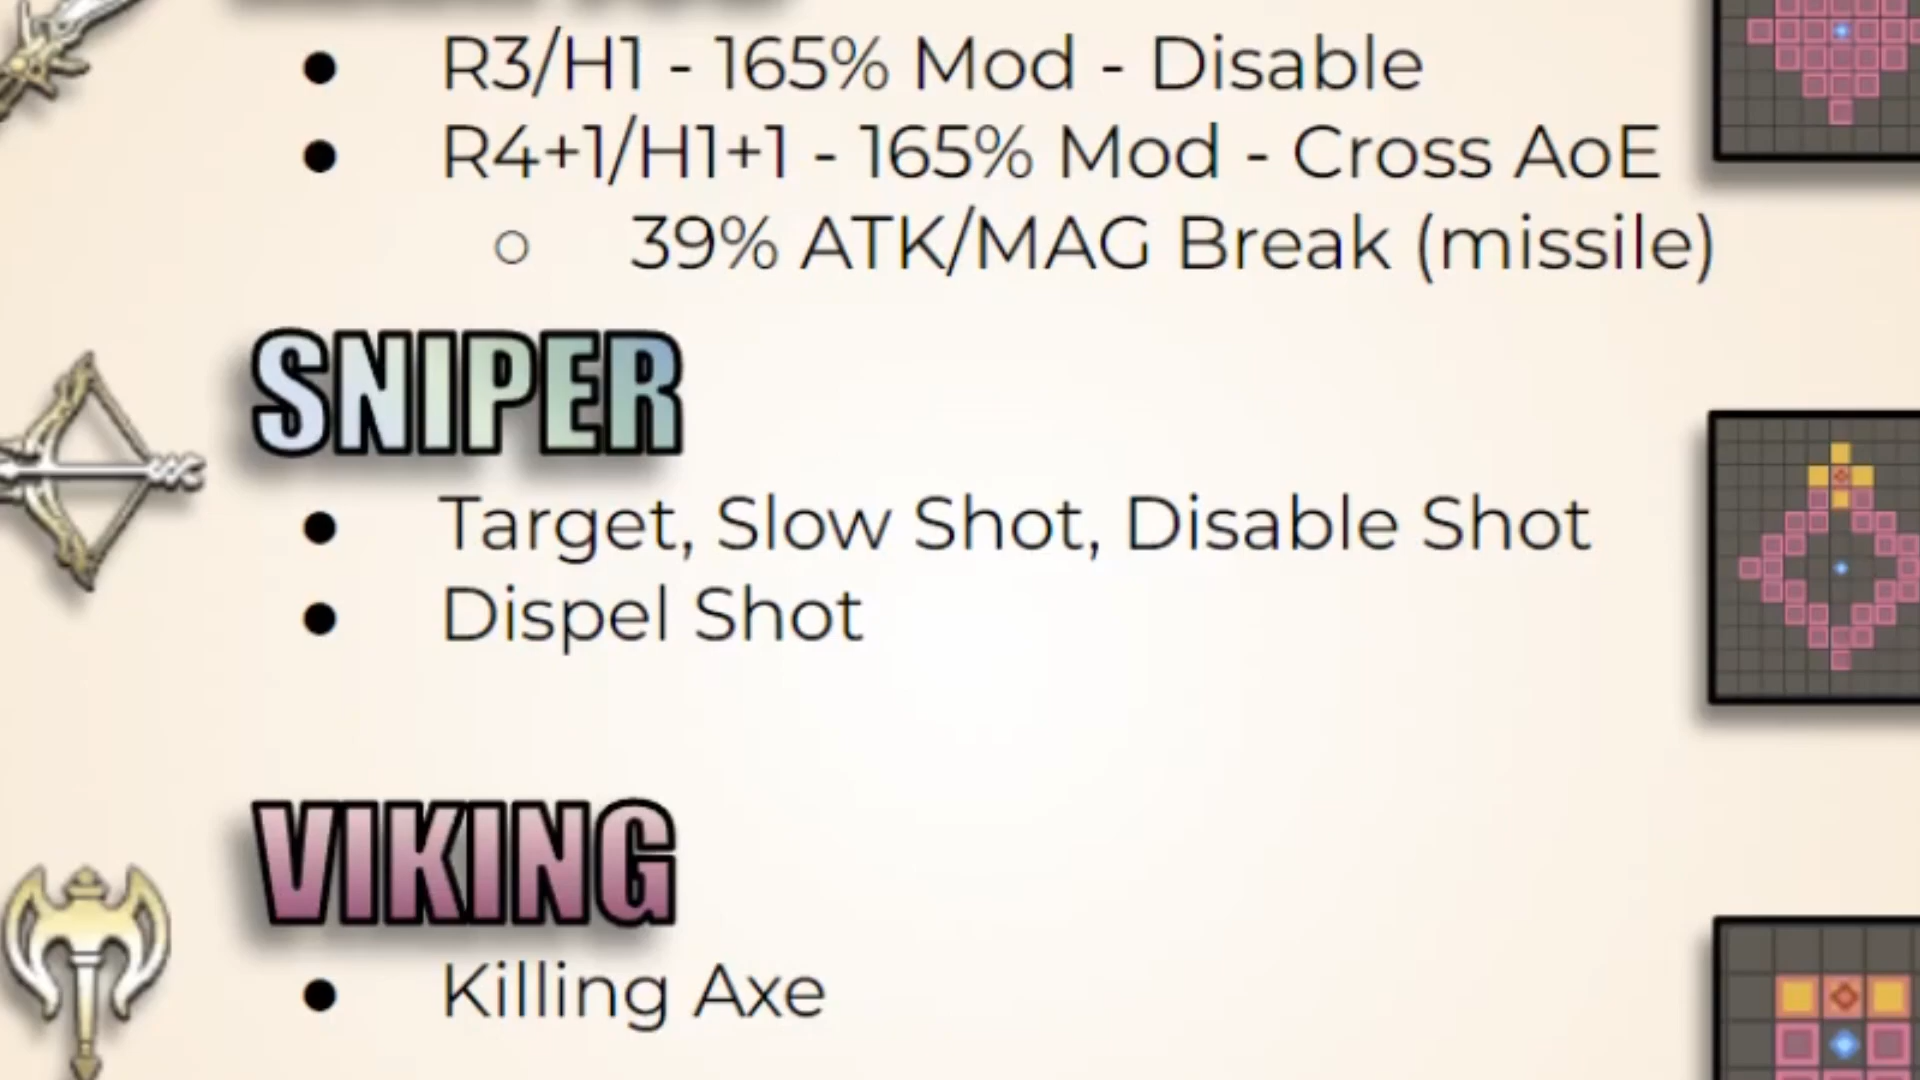 R3/H1 - 165% Mod - Disable
R4+1/H1+1 - 165% Mod - Cross AoE
39% ATK/MAG Break (missile)
SNIPER
Target, Slow Shot, Disable Shot
Dispel Shot
VIKING
Killing Axe